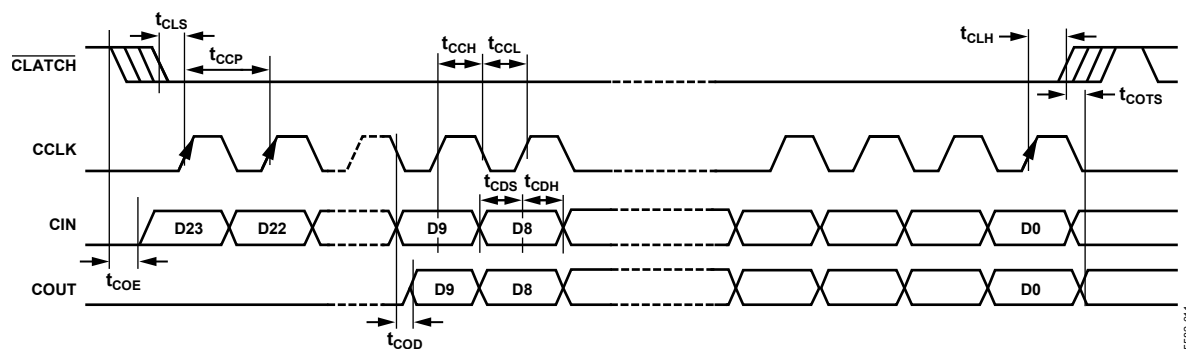 tCLS
tCCP
tCCH
tCCL
tCLH
CLATCH
tCOTS
CCLK
tCDS
tCDH
CIN
D23
D22
D9
D8
D0
tCOE
COUT
D9
D8
D0
tCOD